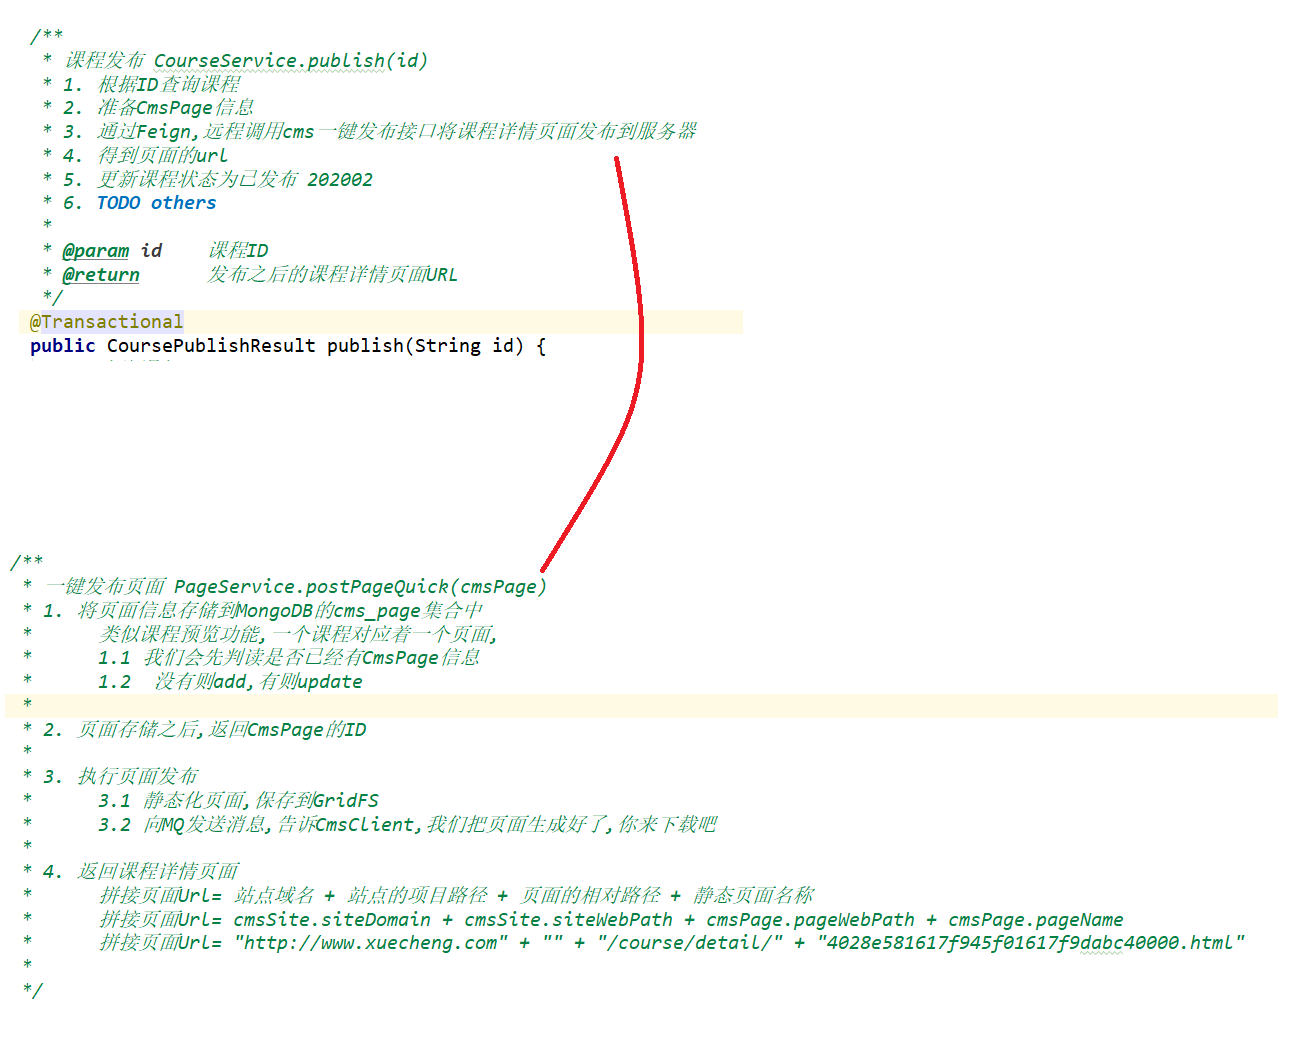 /**
* 课程发布 CourseService.publish(id)
* 1. 根据ID查询课程
* 2. 准备CmsPage信息
* 3. 通过Feign,远程调用cms一键发布接口将课程详情页面发布到服务器
* 4. 得到页面的url
* 5. 更新课程状态为已发布 202002
* 6. TODO others
*
* @param id 课程ID
* @return 发布之后的课程详情页面URL
*/
@Transactional
public CoursePublishResult publish(String id) {
/**
* 一键发布页面 PageService.postPageQuick(cmsPage)
* 1. 将页面信息存储到MongoDB的cms_page集合中
* 类似课程预览功能,一个课程对应着一个页面,
* 1.1 我们会先判读是否已经有CmsPage信息
* 1.2 没有则add,有则update
*
* 2. 页面存储之后,返回CmsPage的ID
*
* 3. 执行页面发布
* 3.1 静态化页面,保存到GridFS
* 3.2 向MQ发送消息,告诉CmsClient,我们把页面生成好了,你来下载吧
*
* 4. 返回课程详情页面
* 拼接页面Url= 站点域名 + 站点的项目路径 + 页面的相对路径 + 静态页面名称
* 拼接页面Url= cmsSite.siteDomain + cmsSite.siteWebPath + cmsPage.pageWebPath + cmsPage.pageName
* 拼接页面Url= "http://www.xuecheng.com" + "" + "/course/detail/" + "4028e581617f945f01617f9dabc40000.html"
*
*/